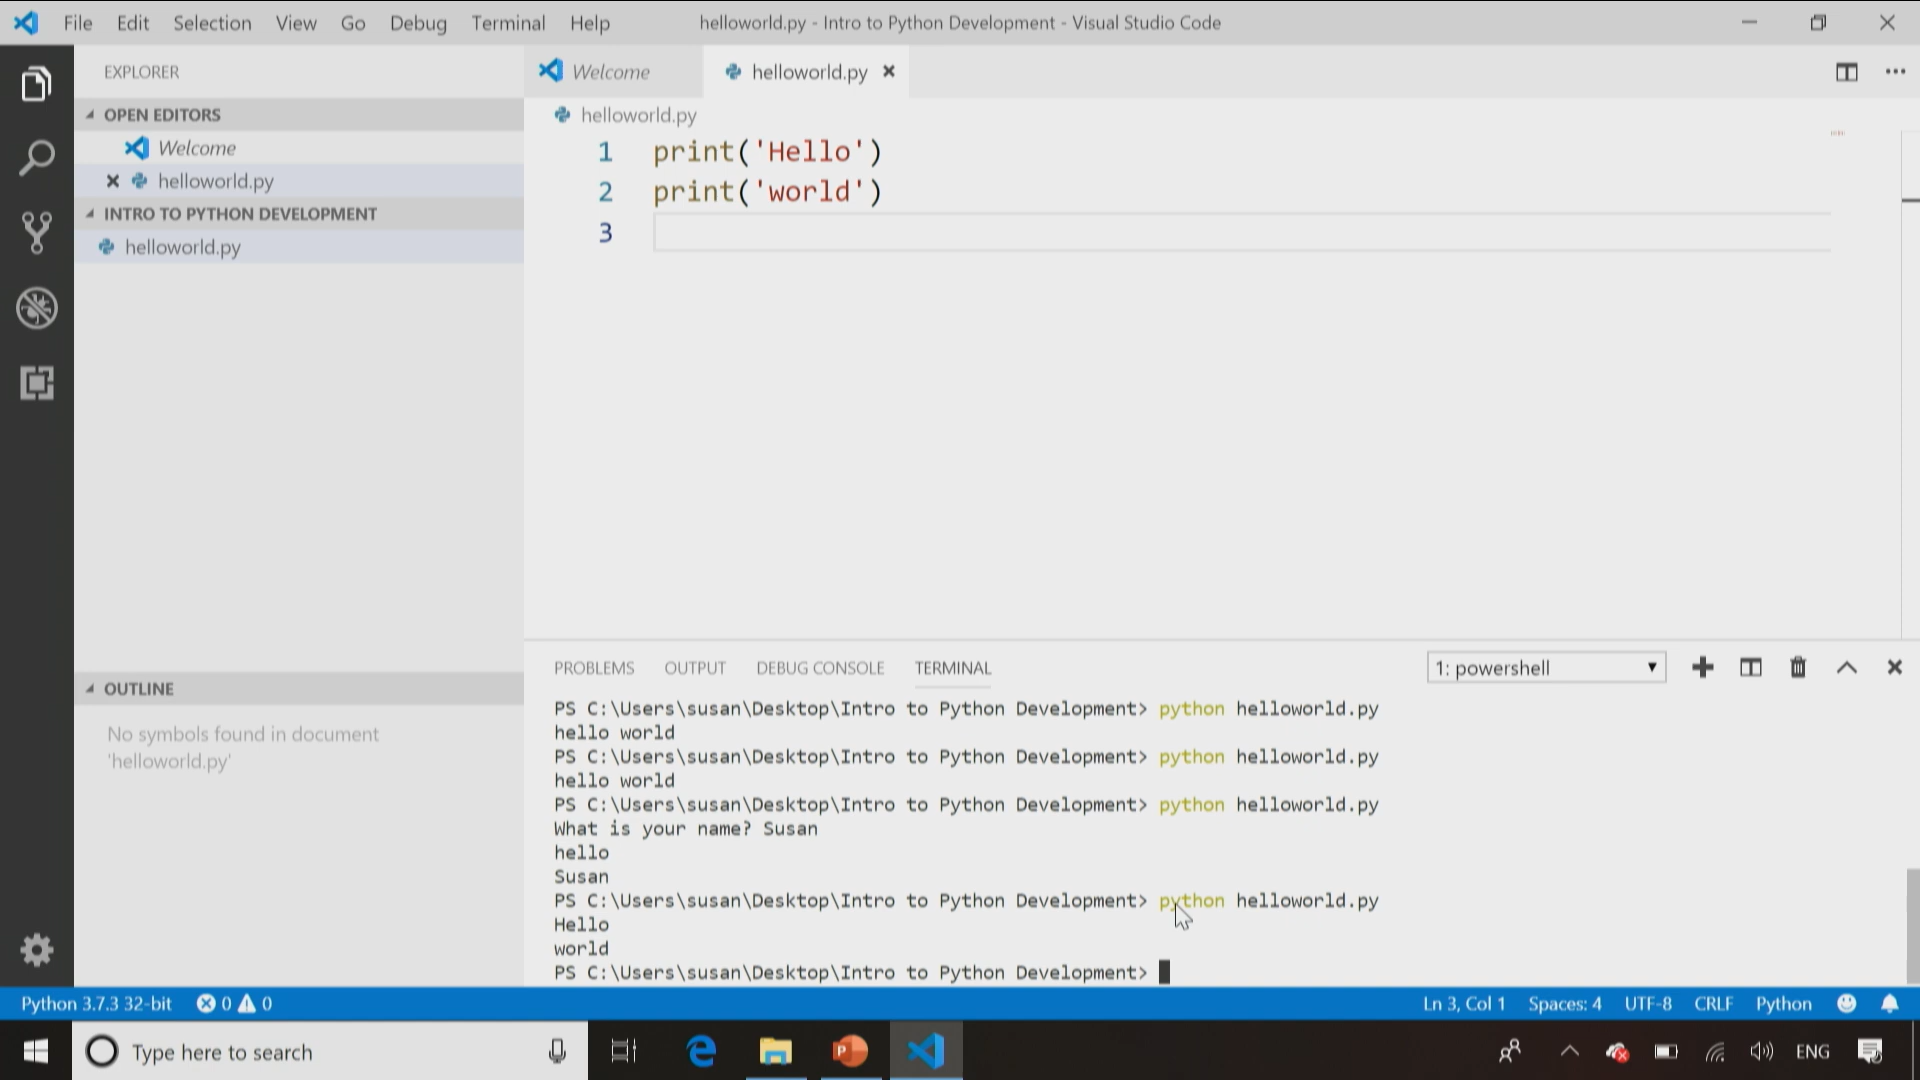 File Edit Selection View Go Debug Terminal Help helloworld.py - Intro to Python Development - Visual Studio Code
EXPLORER
OPEN EDITORS
Welcome
helloworld.py
INTRO TO PYTHON DEVELOPMENT
helloworld.py
OUTLINE
No symbols found in document
'helloworld.py'
Welcome helloworld.py
helloworld.py
1 print('Hello')
2 print('world')
3
PROBLEMS OUTPUT DEBUG CONSOLE TERMINAL 1: powershell
PS C:\Users\susan\Desktop\Intro to Python Development> python helloworld.py
hello world
PS C:\Users\susan\Desktop\Intro to Python Development> python helloworld.py
hello world
PS C:\Users\susan\Desktop\Intro to Python Development> python helloworld.py
What is your name? Susan
hello
Susan
PS C:\Users\susan\Desktop\Intro to Python Development> python helloworld.py
Hello
world
PS C:\Users\susan\Desktop\Intro to Python Development>
Python 3.7.3 32-bit 0 0 Ln 3, Col 1 Spaces: 4 UTF-8 CRLF Python
Type here to search P ENG